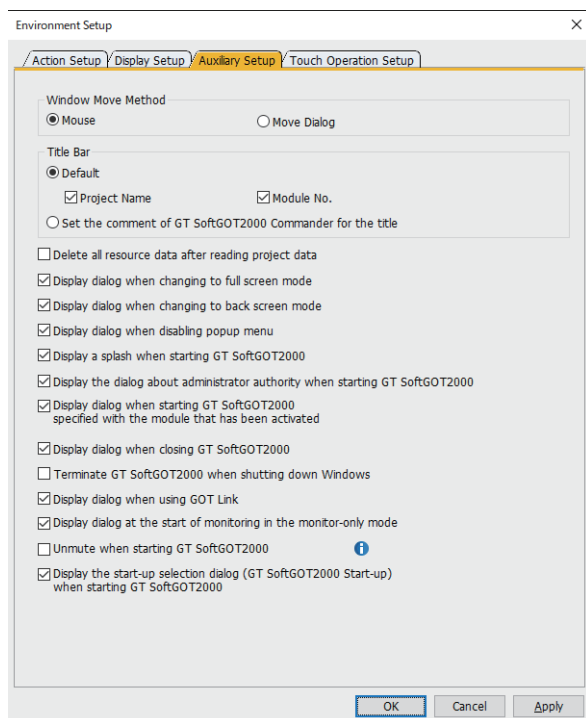 Environment Setup
Action Setup Display Setup Auxiliary Setup Touch Operation Setup
Window Move Method
Mouse Move Dialog
Title Bar
Default
Project Name Module No.
Set the comment of GT SoftGOT2000 Commander for the title
Delete all resource data after reading project data
Display dialog when changing to full screen mode
Display dialog when changing to back screen mode
Display dialog when disabling popup menu
Display a splash when starting GT SoftGOT2000
Display the dialog about administrator authority when starting GT SoftGOT2000
Display dialog when starting GT SoftGOT2000
specified with the module that has been activated
Display dialog when closing GT SoftGOT2000
Terminate GT SoftGOT2000 when shutting down Windows
Display dialog when using GOT Link
Display dialog at the start of monitoring in the monitor-only mode
Unmute when starting GT SoftGOT2000
Display the start-up selection dialog (GT SoftGOT2000 Start-up)
when starting GT SoftGOT2000
OK Cancel Apply